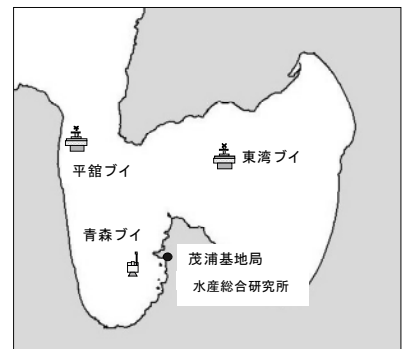 東湾ブイ
平舘ブイ
青森ブイ
茂浦基地局
水産総合研究所